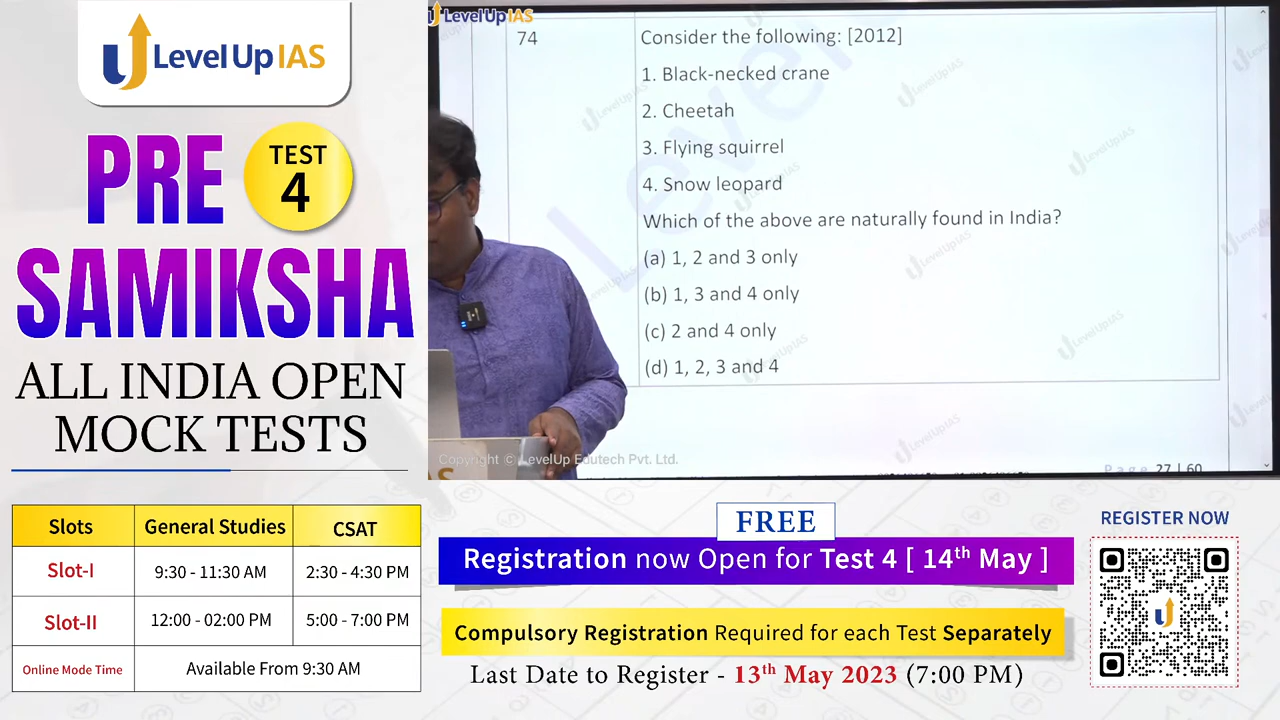 Level Up IAS
PRE
TEST
4
SAMIKSHA
ALL INDIA OPEN
MOCK TESTS
Slots
General Studies
CSAT
Slot-I
9:30 - 11:30 AM
2:30 - 4:30 PM
Slot-II
12:00 - 02:00 PM
5:00 - 7:00 PM
Online Mode Time
Available From 9:30 AM
Level Up IAS
74
Consider the following: [2012]
1. Black-necked crane
2. Cheetah
3. Flying squirrel
4. Snow leopard
Which of the above are naturally found in India?
(a) 1, 2 and 3 only
(b) 1, 3 and 4 only
(c) 2 and 4 only
(d) 1, 2, 3 and 4
Copyright © LevelUp Edutech Pvt. Ltd.
Page 27 | 60
FREE
Registration now Open for Test 4 [ 14th May ]
Compulsory Registration Required for each Test Separately
Last Date to Register - 13th May 2023 (7:00 PM)
REGISTER NOW